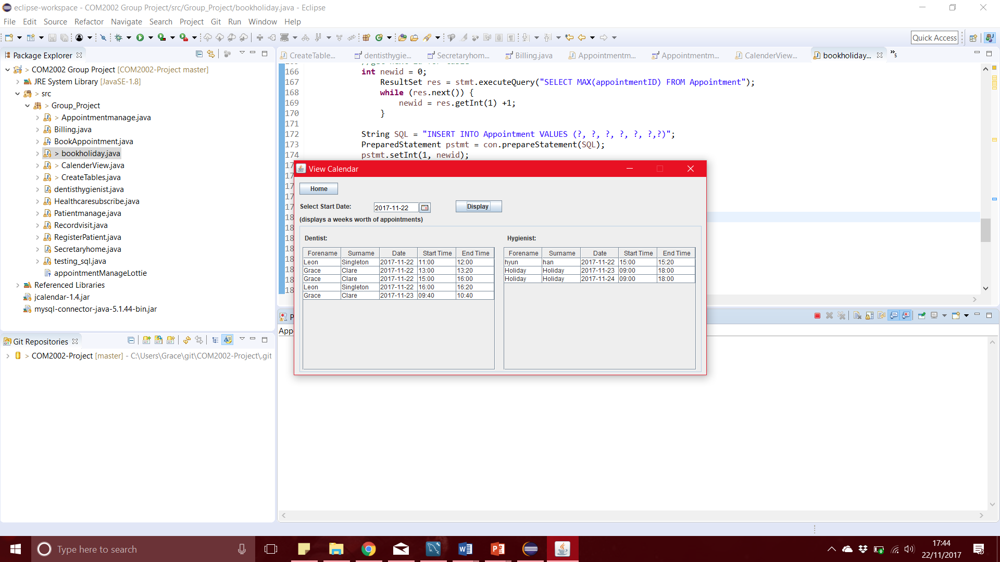 eclipse-workspace - COM2002 Group Project/src/Group_Project/bookholiday.java - Eclipse
File Edit Source Refactor Navigate Search Project Git Run Window Help
Quick Access
Package Explorer
> COM2002 Group Project [COM2002-Project master]
JRE System Library [JavaSE-1.8]
> src
> Group_Project
> Appointmentmanage.java
Billing.java
BookAppointment.java
> bookholiday.java
> CalenderView.java
> CreateTables.java
dentisthygienist.java
Healthcaresubscribe.java
Patientmanage.java
Recordvisit.java
RegisterPatient.java
Secretaryhome.java
testing_sql.java
appointmentManageLottie
Referenced Libraries
jcalendar-1.4.jar
mysql-connector-java-5.1.44-bin.jar
Git Repositories
> COM2002-Project [master] - C:\Users\Grace\git\COM2002-Project\.git
CreateTable... dentisthygie... Secretaryhom... Billing.java Appointmentm... Appointmentm... CalenderView... bookholiday... »5
166 int newid = 0;
167 ResultSet res = stmt.executeQuery("SELECT MAX(appointmentID) FROM Appointment");
168 while (res.next()) {
169 newid = res.getInt(1) +1;
170 }
171
172 String SQL = "INSERT INTO Appointment VALUES (?, ?, ?, ?, ?, ?,?)";
173 PreparedStatement pstmt = con.prepareStatement(SQL);
174 pstmt.setInt(1, newid);
View Calendar
Home
Select Start Date: 2017-11-22 Display
(displays a weeks worth of appointments)
Dentist:
Forename Surname Date Start Time End Time
Leon Singleton 2017-11-22 11:00 12:00
Grace Clare 2017-11-22 13:00 13:20
Grace Clare 2017-11-22 15:00 16:00
Leon Singleton 2017-11-22 16:00 16:20
Grace Clare 2017-11-23 09:40 10:40
Hygienist:
Forename Surname Date Start Time End Time
hyun han 2017-11-22 15:00 15:20
Holiday Holiday 2017-11-23 09:00 18:00
Holiday Holiday 2017-11-24 09:00 18:00
Type here to search
17:44
22/11/2017